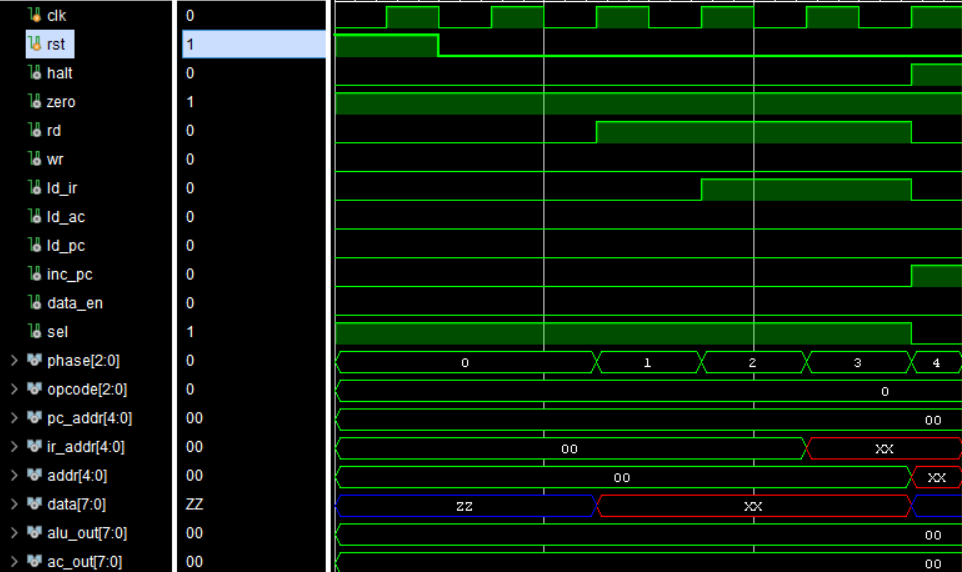 clk 0
rst 1
halt 0
zero 1
rd 0
wr 0
ld_ir 0
ld_ac 0
ld_pc 0
inc_pc 0
data_en 0
sel 1
phase[2:0] 0 0 1 2 3 4
opcode[2:0] 0 0
pc_addr[4:0] 00 00
ir_addr[4:0] 00 00 XX
addr[4:0] 00 00 XX
data[7:0] ZZ ZZ XX
alu_out[7:0] 00 00
ac_out[7:0] 00 00